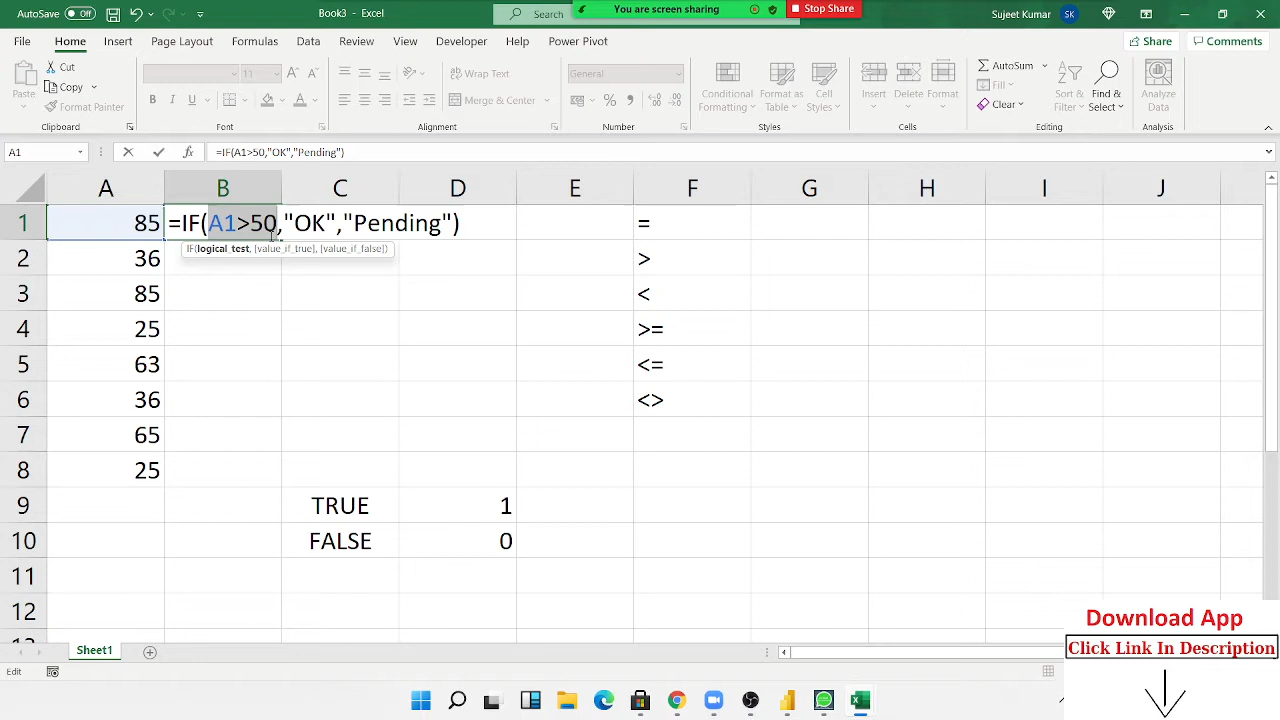 AutoSave Off Book3 - Excel Search You are screen sharing Stop Share Sujeet Kumar SK
File Home Insert Page Layout Formulas Data Review View Developer Help Power Pivot Share Comments
Paste Cut Copy Format Painter
Clipboard
11
Font
Wrap Text
Merge & Center
Alignment
General
Number
Conditional Formatting Format as Table Cell Styles
Styles
Insert Delete Format
Cells
AutoSum
Fill
Clear
Sort & Filter Find & Select
Editing
Analyze Data
Analysis
A1 fx =IF(A1>50,"OK","Pending")
A B C D E F G H I J
1 85 =IF(A1>50,"OK","Pending") =
IF(logical_test, [value_if_true], [value_if_false])
2 36 >
3 85 <
4 25 >=
5 63 <=
6 36 <>
7 65
8 25
9 TRUE 1
10 FALSE 0
11
12
13
Sheet1
Edit
Download App
Click Link In Description